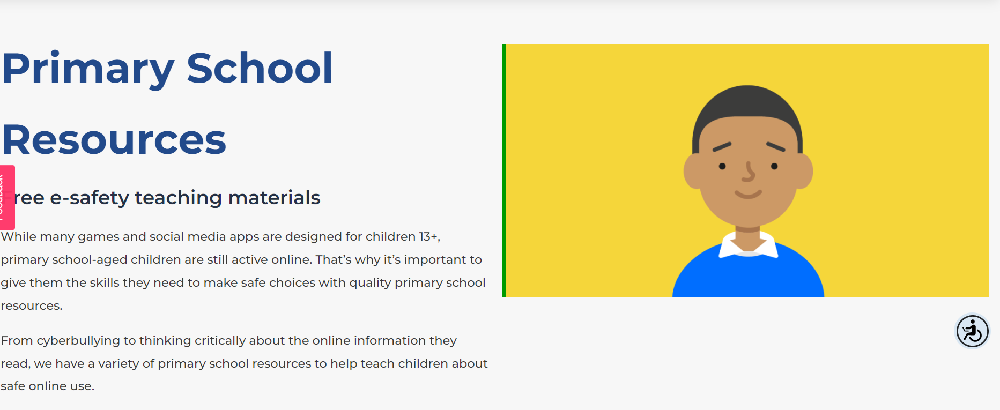 Primary School
Resources
Free e-safety teaching materials
While many games and social media apps are designed for children 13+,
primary school-aged children are still active online. That’s why it’s important to
give them the skills they need to make safe choices with quality primary school
resources.
From cyberbullying to thinking critically about the online information they
read, we have a variety of primary school resources to help teach children about
safe online use.
Feedback